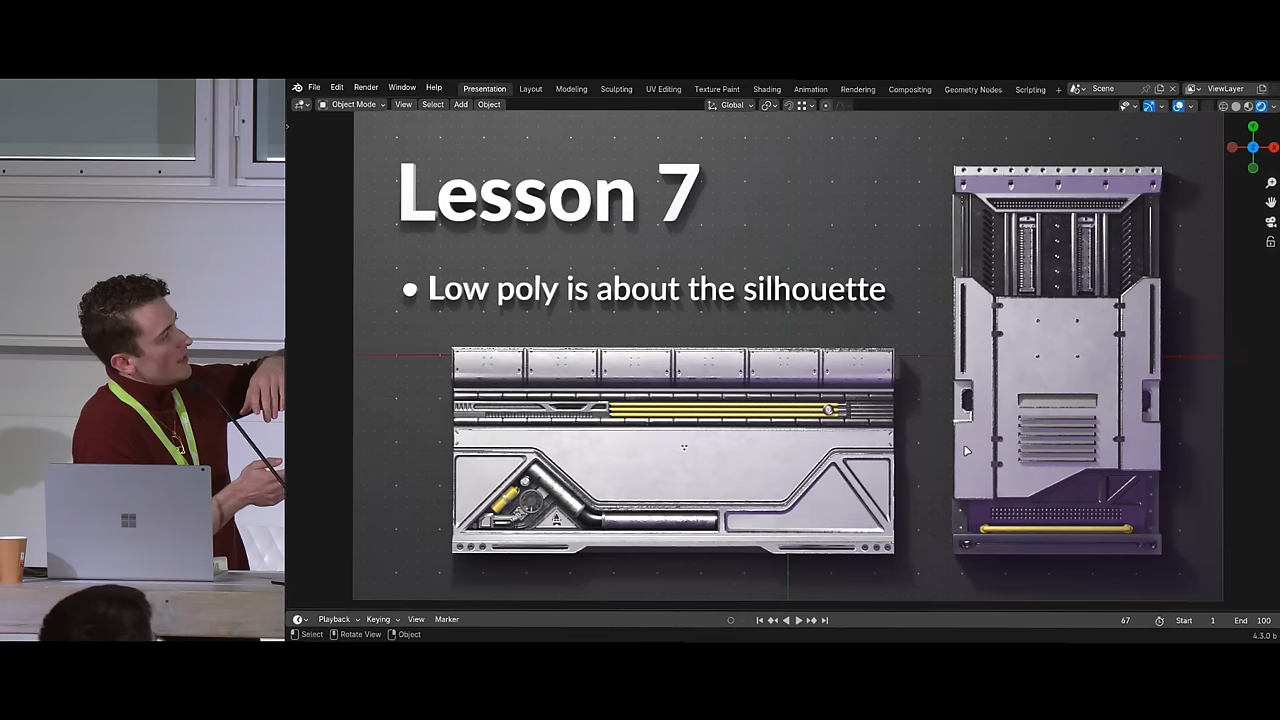 File Edit Render Window Help Presentation Layout Modeling Sculpting UV Editing Texture Paint Shading Animation Rendering Compositing Geometry Nodes Scripting + Scene ViewLayer
Object Mode View Select Add Object Global
Lesson 7
• Low poly is about the silhouette
Playback Keying View Marker 67 Start 1 End 100
Select Rotate View Object 4.3.0 b